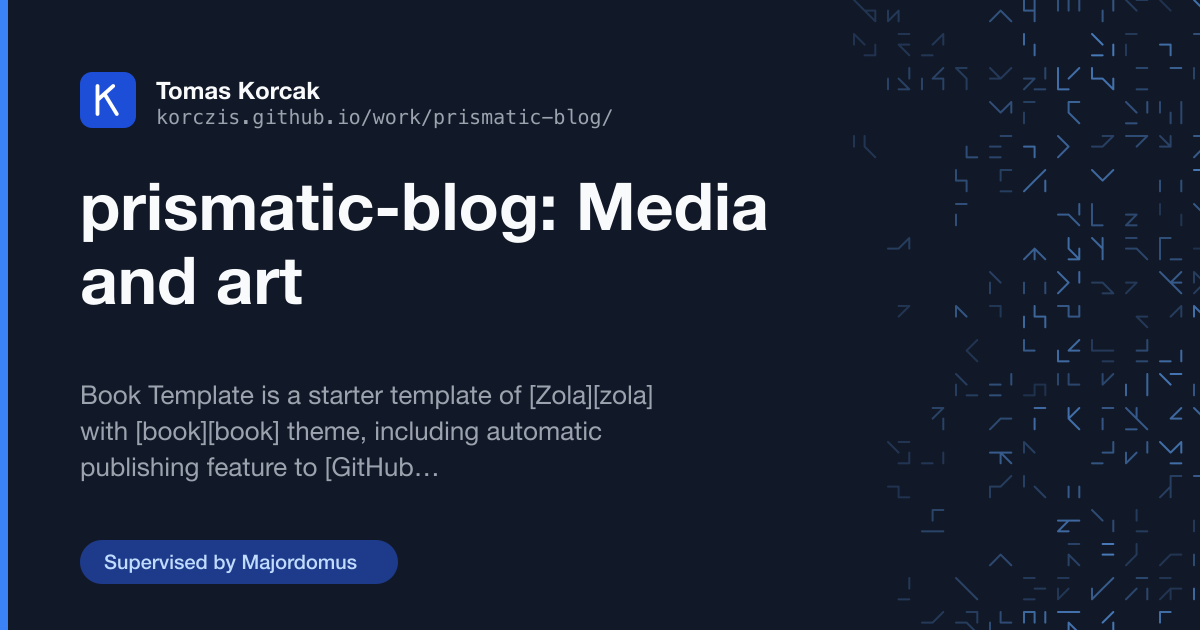 K
Tomas Korcak
korczis.github.io/work/prismatic-blog/
prismatic-blog: Media
and art
Book Template is a starter template of [Zola][zola]
with [book][book] theme, including automatic
publishing feature to [GitHub…
Supervised by Majordomus